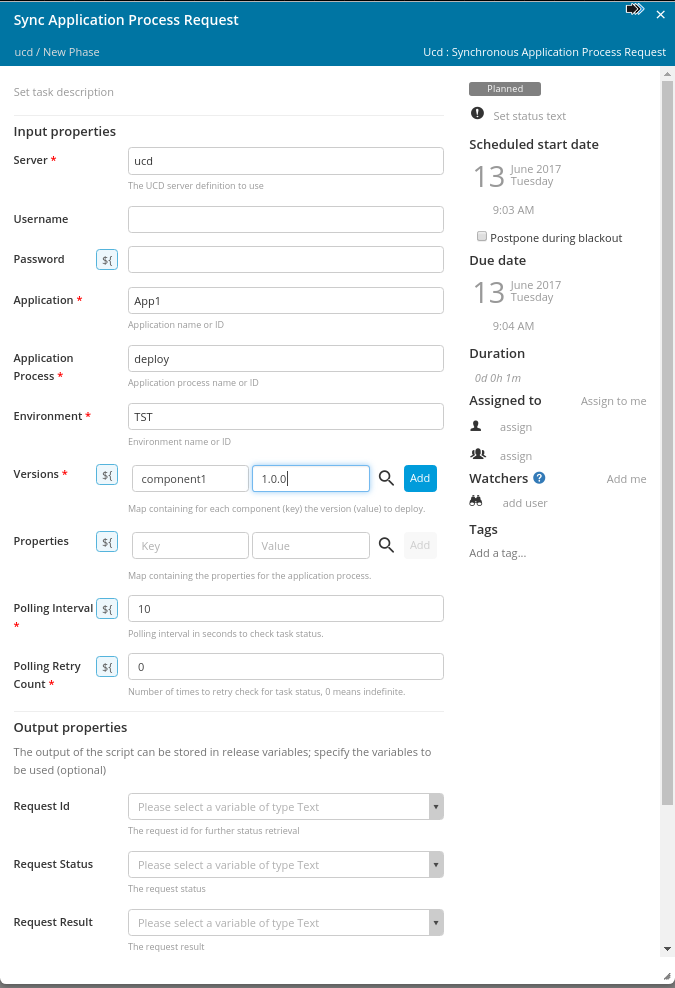 Sync Application Process Request
ucd / New Phase
Ucd : Synchronous Application Process Request
Set task description
Input properties
Server *
ucd
The UCD server definition to use
Username
Password
${
Application *
App1
Application name or ID
Application
Process *
deploy
Application process name or ID
Environment *
TST
Environment name or ID
Versions *
${
component1
1.0.0
Add
Map containing for each component (key) the version (value) to deploy.
Properties
${
Key
Value
Add
Map containing the properties for the application process.
Polling Interval
*
${
10
Polling interval in seconds to check task status.
Polling Retry
Count *
${
0
Number of times to retry check for task status, 0 means indefinite.
Output properties
The output of the script can be stored in release variables; specify the variables to
be used (optional)
Request Id
Please select a variable of type Text
The request id for further status retrieval
Request Status
Please select a variable of type Text
The request status
Request Result
Please select a variable of type Text
The request result
Planned
Set status text
Scheduled start date
13
June 2017
Tuesday
9:03 AM
Postpone during blackout
Due date
13
June 2017
Tuesday
9:04 AM
Duration
0d 0h 1m
Assigned to
Assign to me
assign
assign
Watchers ?
Add me
add user
Tags
Add a tag...